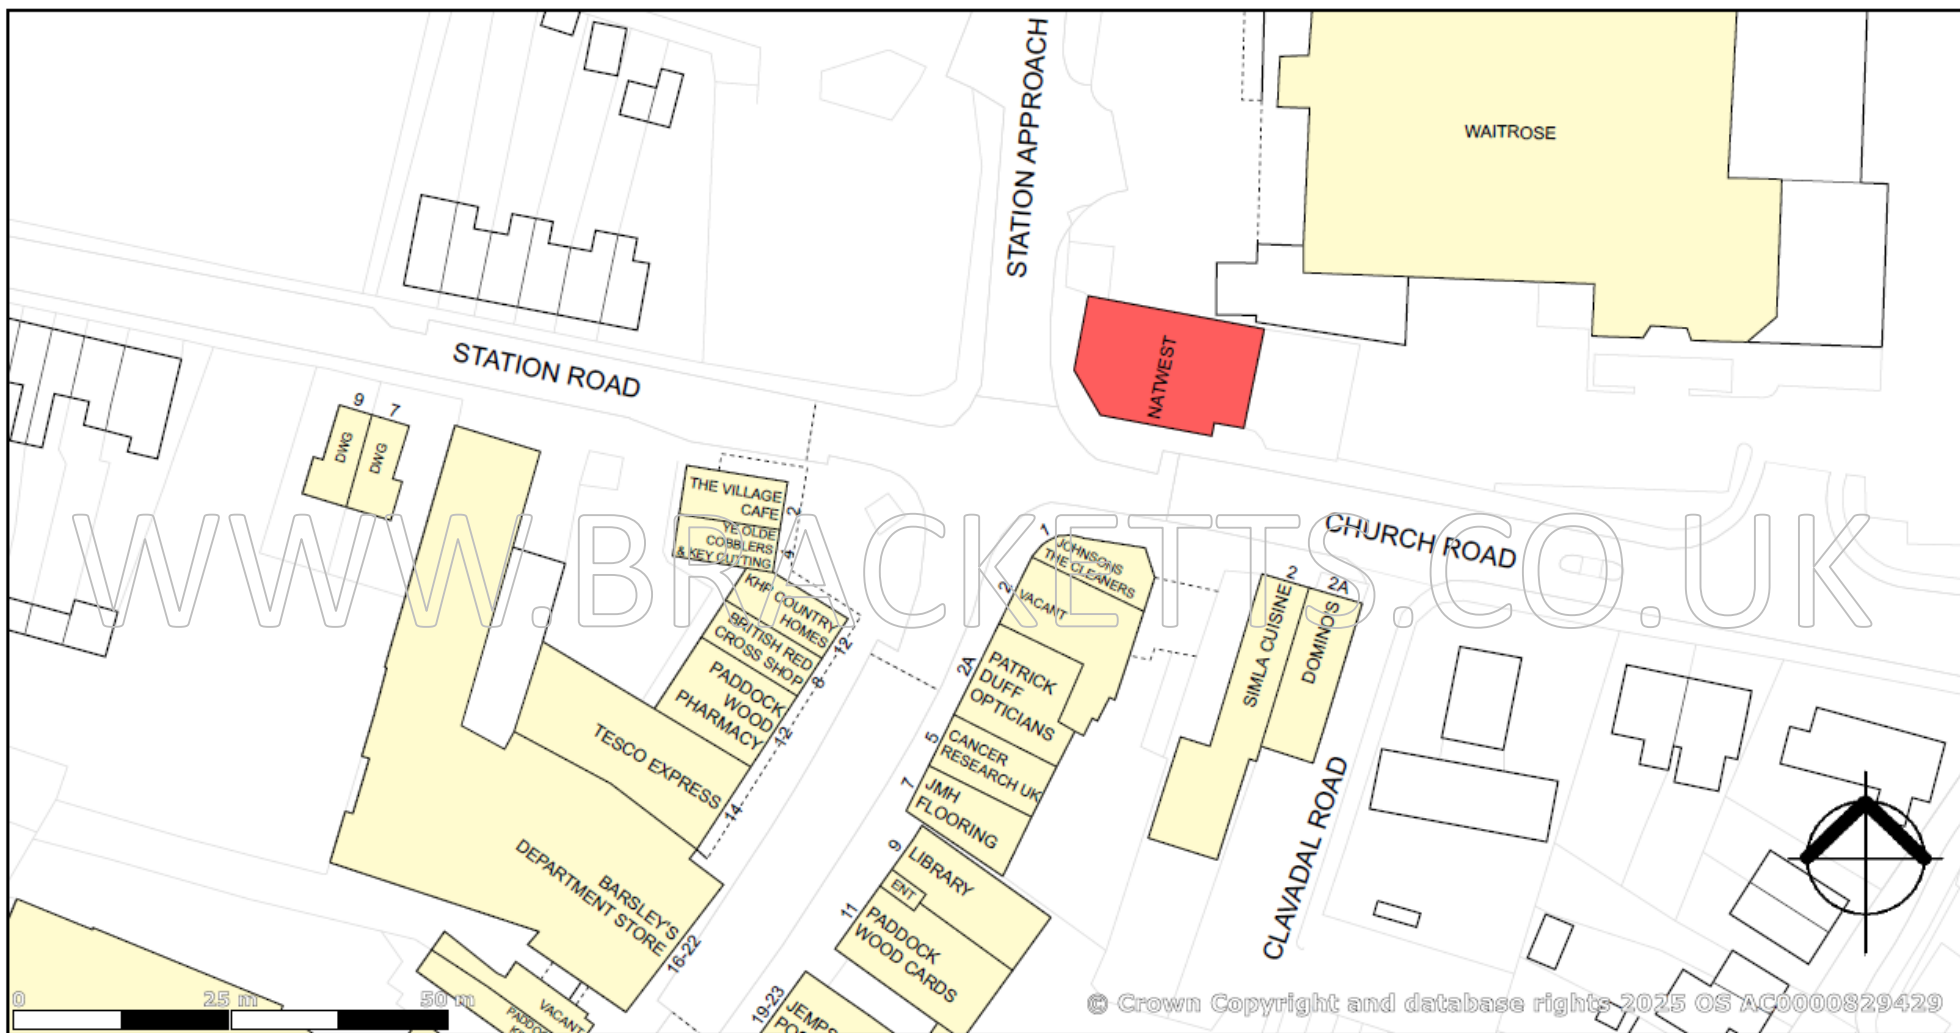 STATION APPROACH
WAITROSE
STATION ROAD
NATWEST
9
7
DWG
DWG
THE VILLAGE
CAFE
2
YE OLDE
COBBLERS
& KEY CUTTING
4
CHURCH ROAD
WWW.BRACKETTS.CO.UK
1
JOHNSONS
THE CLEANERS
2
VACANT
KHP COUNTRY
HOMES
12
BRITISH RED
CROSS SHOP
8
PADDOCK
WOOD
PHARMACY
12
2A
PATRICK
DUFF
OPTICIANS
2
2A
SIMLA CUISINE
DOMINO'S
5
CANCER
RESEARCH UK
7
JMH
FLOORING
TESCO EXPRESS
14
CLAVADAL ROAD
9
LIBRARY
ENT
11
PADDOCK
WOOD CARDS
BARSLEY'S
DEPARTMENT STORE
16-22
19-23
VACANT
0
25 m
50 m
© Crown Copyright and database rights 2025 OS AC0000829429